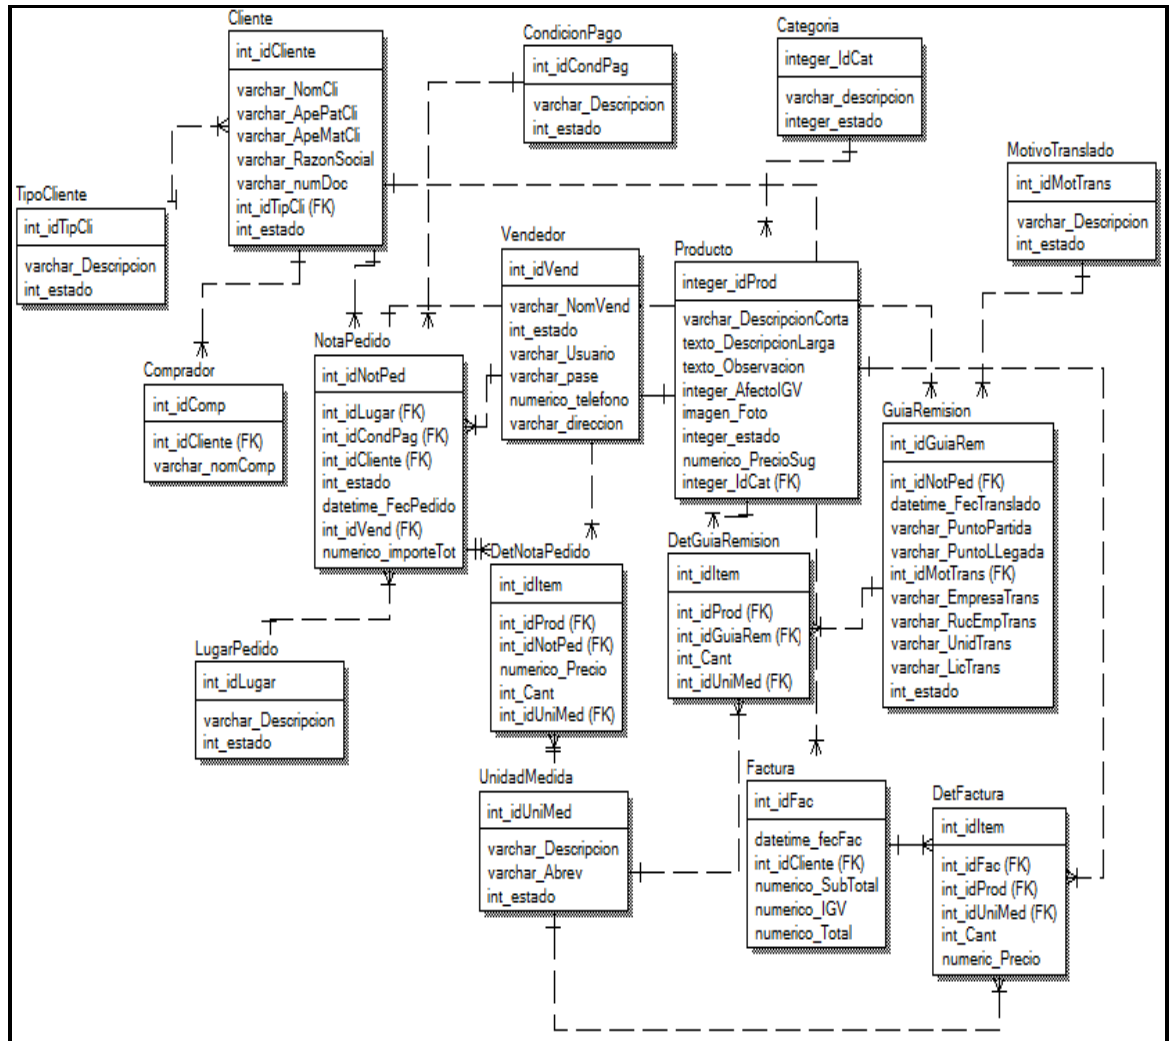 Cliente
int_idCliente
varchar_NomCli
varchar_ApePatCli
varchar_ApeMatCli
varchar_RazonSocial
varchar_numDoc
int_idTipCli (FK)
int_estado
CondicionPago
int_idCondPag
varchar_Descripcion
int_estado
Categoria
integer_IdCat
varchar_descripcion
integer_estado
MotivoTranslado
int_idMotTrans
varchar_Descripcion
int_estado
TipoCliente
int_idTipCli
varchar_Descripcion
int_estado
Vendedor
int_idVend
varchar_NomVend
int_estado
varchar_Usuario
varchar_pase
numerico_telefono
varchar_direccion
Producto
integer_idProd
varchar_DescripcionCorta
texto_DescripcionLarga
texto_Observacion
integer_AfectoIGV
imagen_Foto
integer_estado
numerico_PrecioSug
integer_IdCat (FK)
Comprador
int_idComp
int_idCliente (FK)
varchar_nomComp
NotaPedido
int_idNotPed
int_idLugar (FK)
int_idCondPag (FK)
int_idCliente (FK)
int_estado
datetime_FecPedido
int_idVend (FK)
numerico_importeTot
GuiaRemision
int_idGuiaRem
int_idNotPed (FK)
datetime_FecTranslado
varchar_PuntoPartida
varchar_PuntoLLegada
int_idMotTrans (FK)
varchar_EmpresaTrans
varchar_RucEmpTrans
varchar_UnidTrans
varchar_LicTrans
int_estado
DetNotaPedido
int_idItem
int_idProd (FK)
int_idNotPed (FK)
numerico_Precio
int_Cant
int_idUniMed (FK)
DetGuiaRemision
int_idItem
int_idProd (FK)
int_idGuiaRem (FK)
int_Cant
int_idUniMed (FK)
LugarPedido
int_idLugar
varchar_Descripcion
int_estado
UnidadMedida
int_idUniMed
varchar_Descripcion
varchar_Abrev
int_estado
Factura
int_idFac
datetime_fecFac
int_idCliente (FK)
numerico_SubTotal
numerico_IGV
numerico_Total
DetFactura
int_idItem
int_idFac (FK)
int_idProd (FK)
int_idUniMed (FK)
int_Cant
numeric_Precio